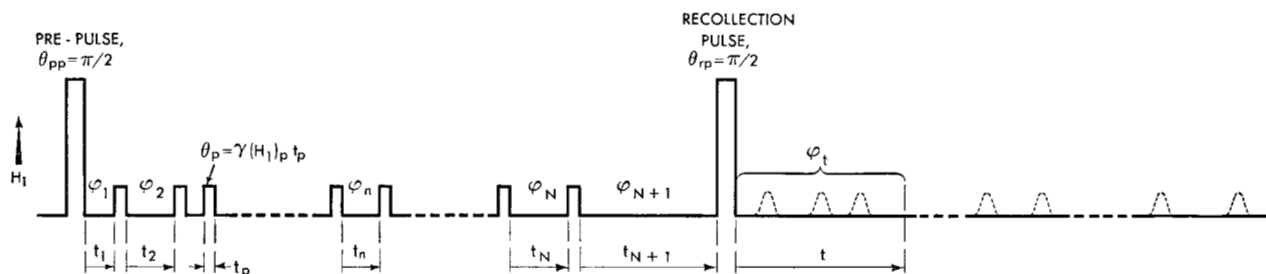 RECOLLECTION
PRE - PULSE,
PULSE,
θpp = π/2
θrp = π/2
H₁
θp = γ(H₁)p tp
φt
φ₁ φ₂ φn φN φN + 1
t₁ t₂ tp tn tN tN + 1 t